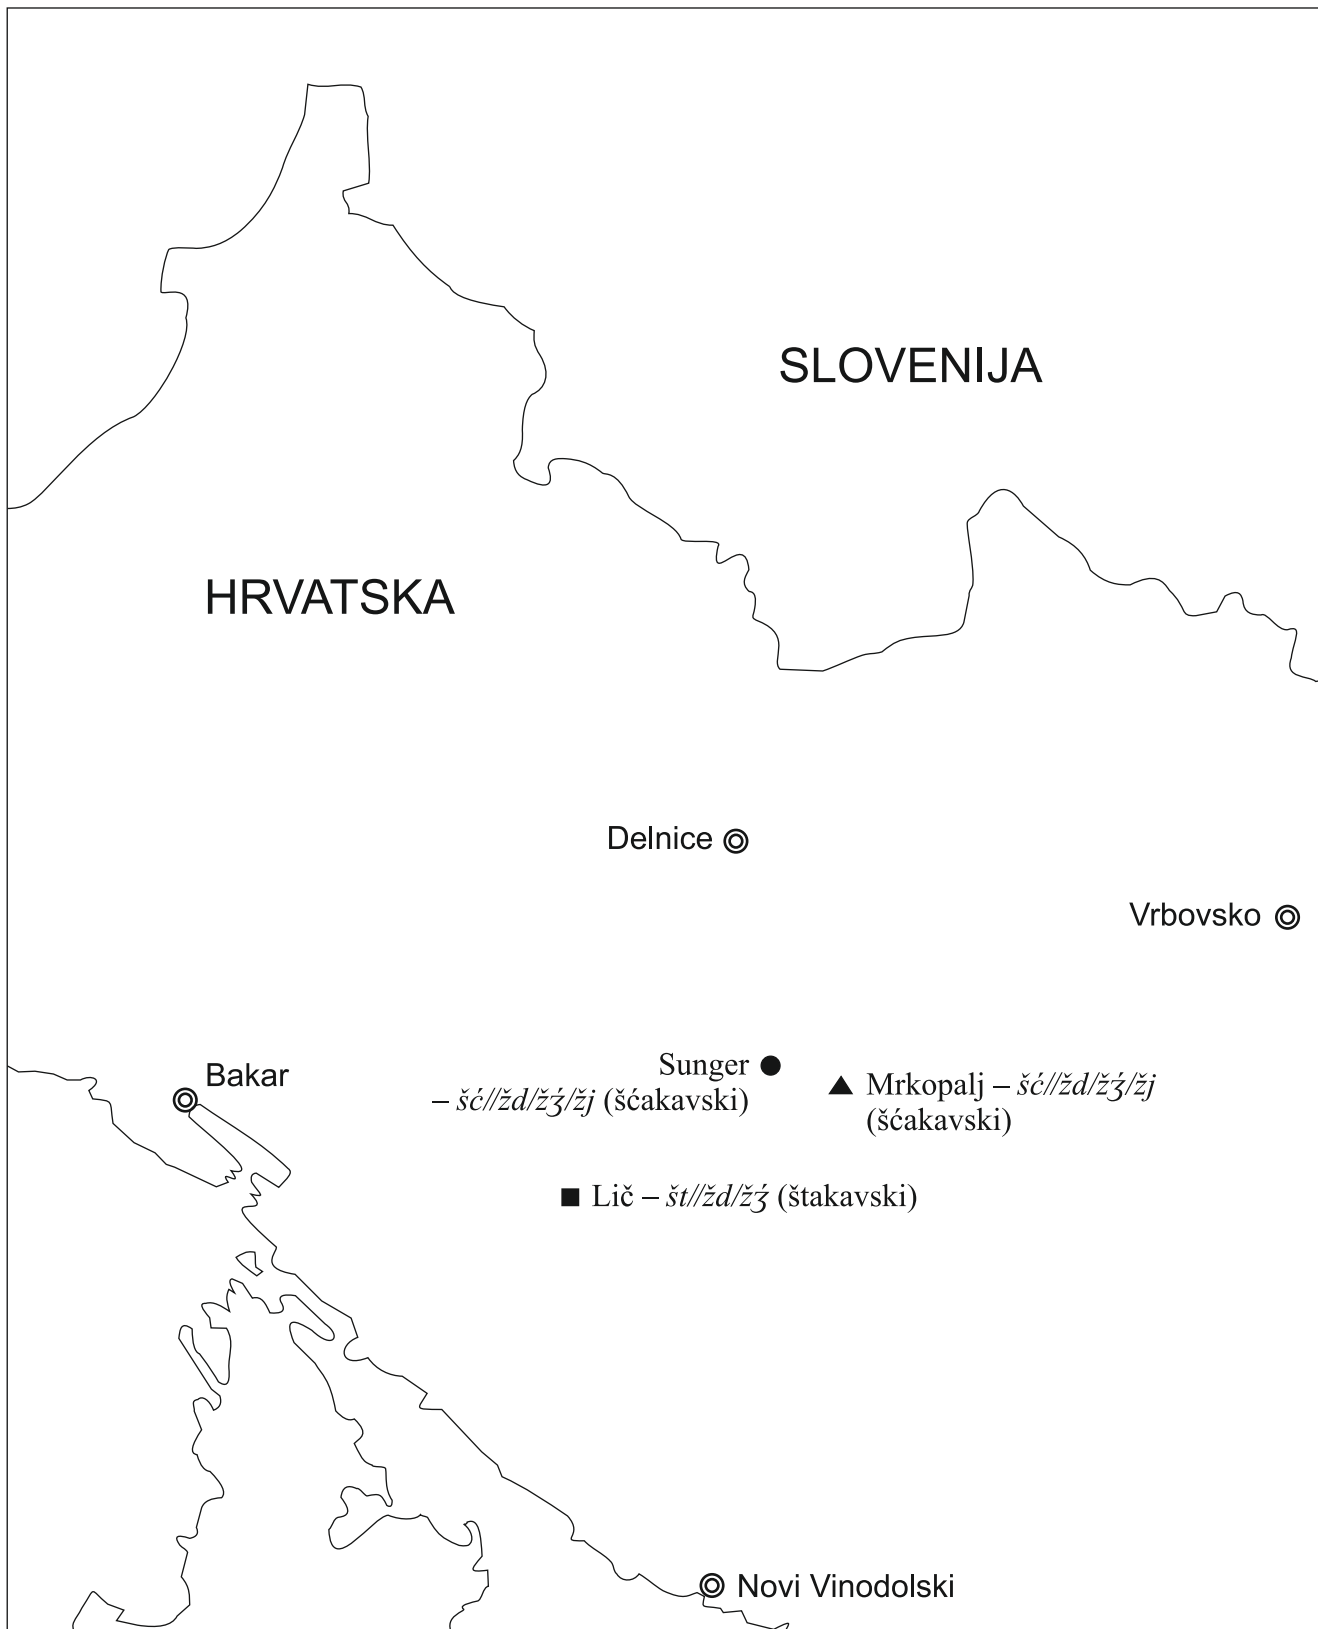 SLOVENIJA
HRVATSKA
Delnice
Vrbovsko
Bakar
Sunger
– šć//žd/žʒ́/žj (šćakavski)
Mrkopalj – šć//žd/žʒ́/žj
(šćakavski)
Lič – št//žd/žʒ́ (štakavski)
Novi Vinodolski